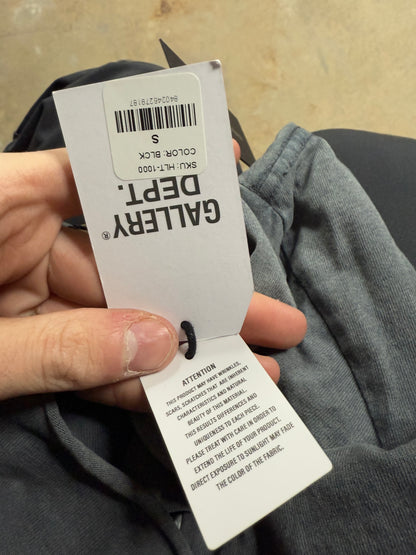 GALLERY
DEPT.®
SKU: HLT-1000
COLOR: BLCK
S
840246279187
ATTENTION
THIS PRODUCT MAY HAVE WRINKLES,
SCARS, SCRATCHES THAT ARE INHERENT
CHARACTERISTICS AND NATURAL
BEAUTY OF THIS MATERIAL.
THIS RESULTS DIFFERENCES AND
UNIQUENESS TO EACH PIECE.
PLEASE TREAT WITH CARE IN ORDER TO
EXTEND THE LIFE OF YOUR PRODUCT.
DIRECT EXPOSURE TO SUNLIGHT MAY FADE
THE COLOR OF THE FABRIC.